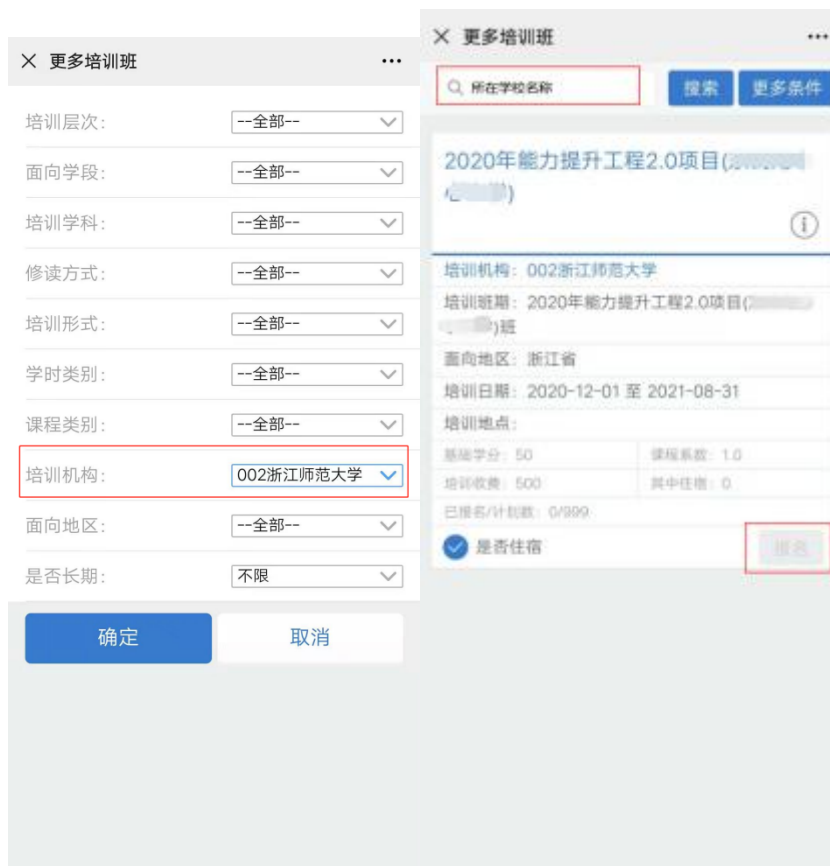 更多培训班
培训层次: --全部--
面向学段: --全部--
培训学科: --全部--
修读方式: --全部--
培训形式: --全部--
学时类别: --全部--
课程类别: --全部--
培训机构: 002浙江师范大学
面向地区: --全部--
是否长期: 不限
确定 取消
更多培训班
所在学校名称 搜索 更多条件
2020年能力提升工程2.0项目(
)
培训机构: 002浙江师范大学
培训班期: 2020年能力提升工程2.0项目(
)班
面向地区: 浙江省
培训日期: 2020-12-01 至 2021-08-31
培训地点:
基础学分: 50 课程系数: 1.0
培训收费: 500 其中住宿: 0
已报名/计划数: 0/999
是否住宿 报名